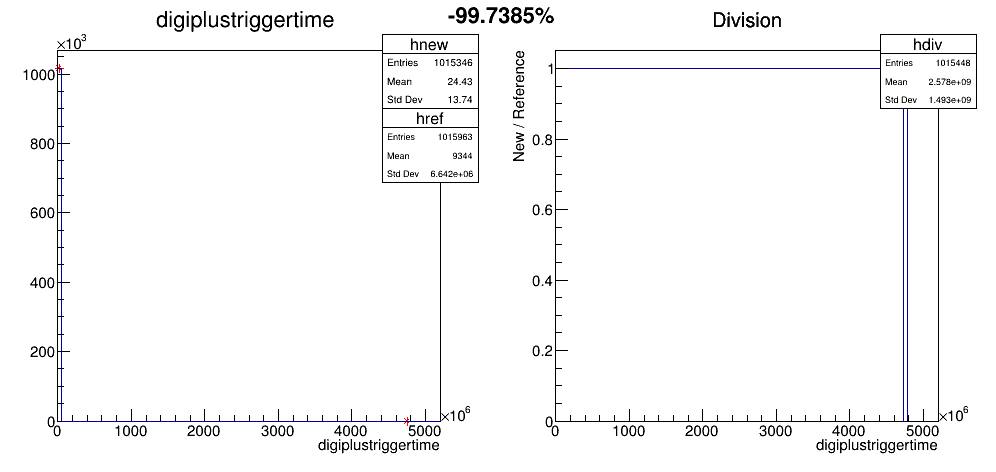 -99.7385%
digiplustriggertime
×10³
1000
800
600
400
200
0
hnew
Entries 1015346
Mean 24.43
Std Dev 13.74
href
Entries 1015963
Mean 9344
Std Dev 6.642e+06
0 1000 2000 3000 4000 5000 ×10⁶
digiplustriggertime
Division
New / Reference
1
0.8
0.6
0.4
0.2
0
hdiv
Entries 1015448
Mean 2.578e+09
Std Dev 1.493e+09
0 1000 2000 3000 4000 5000 ×10⁶
digiplustriggertime